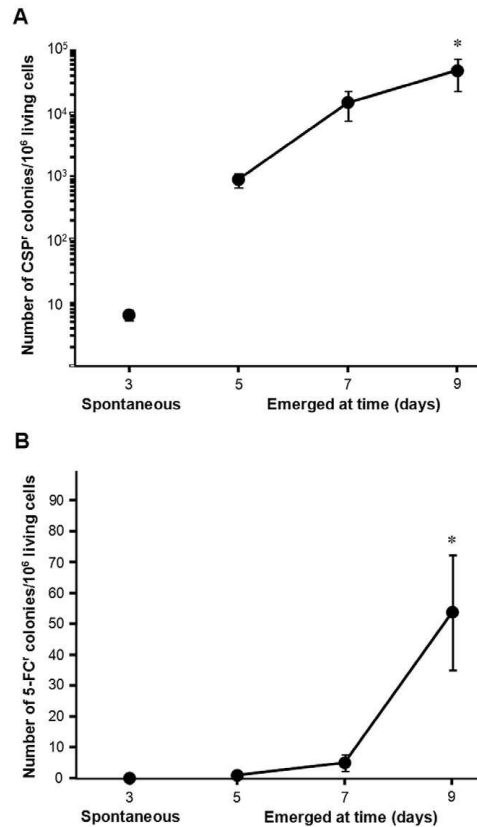 A
Number of CSPʳ colonies/10⁶ living cells
10⁵
10⁴
10³
10²
10
*
3 5 7 9
Spontaneous Emerged at time (days)
B
Number of 5-FCʳ colonies/10⁶ living cells
90
80
70
60
50
40
30
20
10
0
*
3 5 7 9
Spontaneous Emerged at time (days)